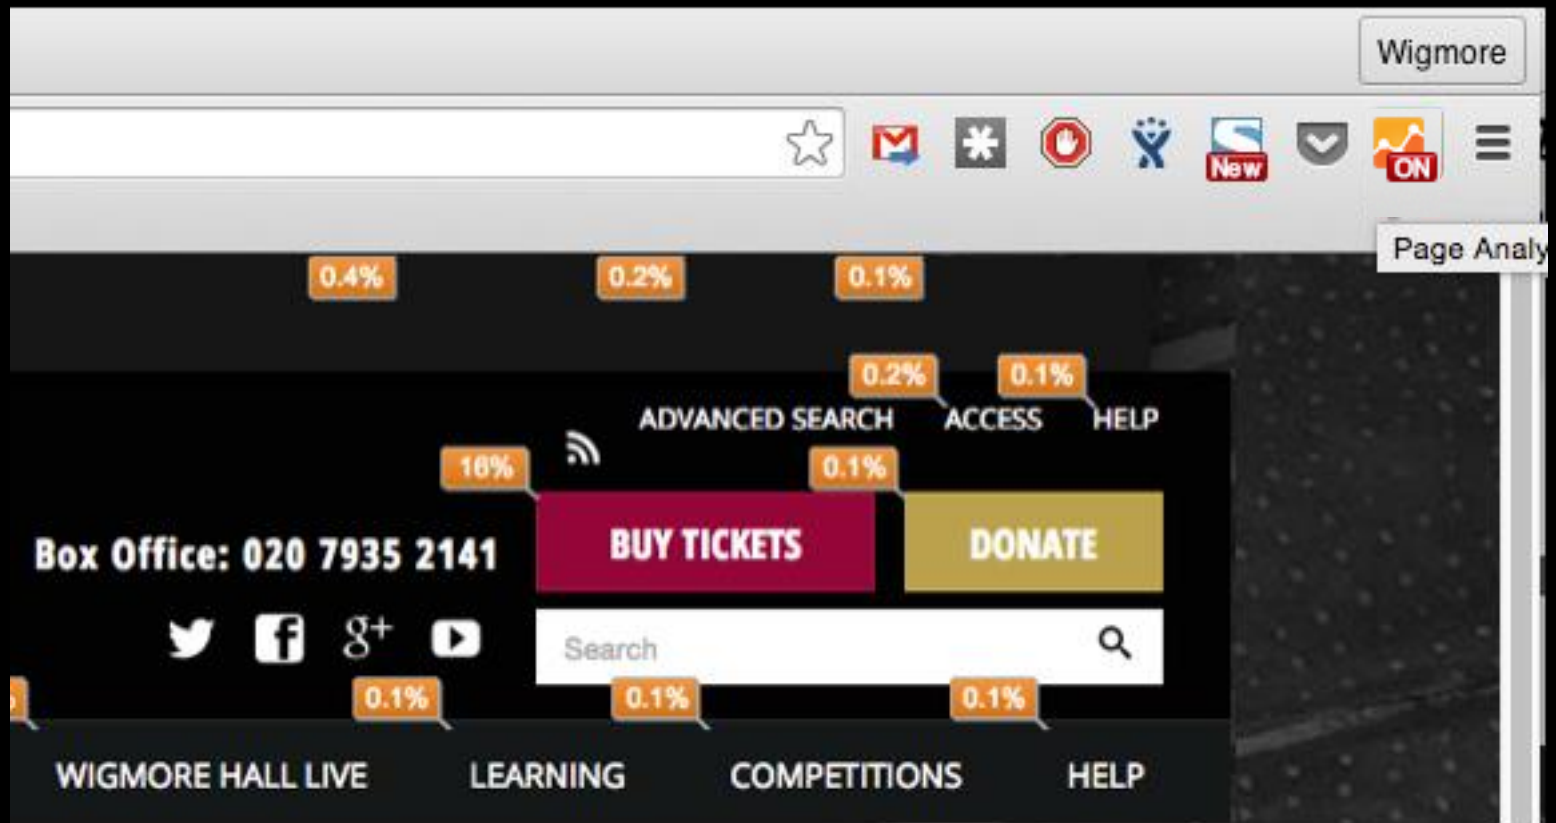 Wigmore
New
ON
Page Analy
0.4% 0.2% 0.1%
0.2% 0.1%
ADVANCED SEARCH ACCESS HELP
16% 0.1%
BUY TICKETS DONATE
Box Office: 020 7935 2141
Search
0.1% 0.1% 0.1%
WIGMORE HALL LIVE LEARNING COMPETITIONS HELP